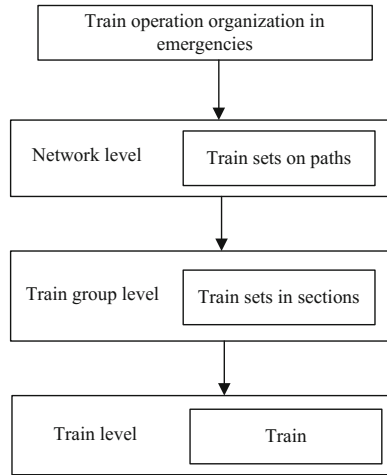 Train operation organization in
emergencies
Network level
Train sets on paths
Train group level
Train sets in sections
Train level
Train